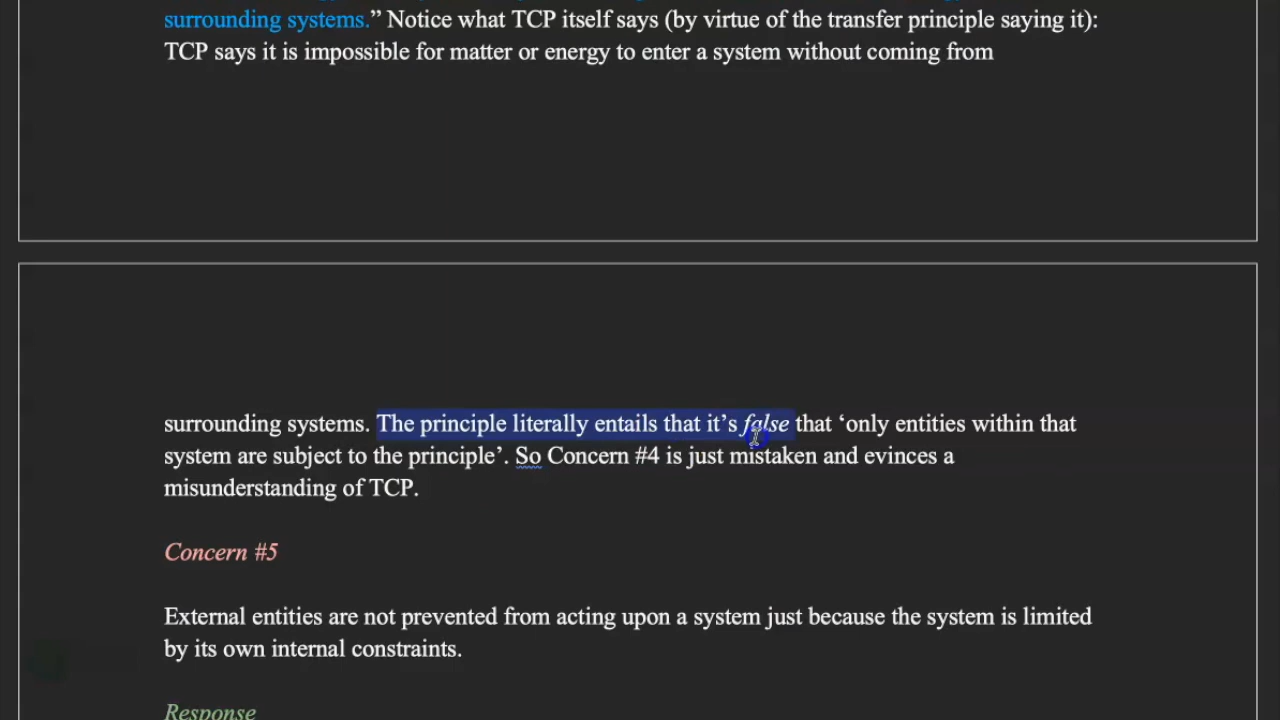 surrounding systems.” Notice what TCP itself says (by virtue of the transfer principle saying it):
TCP says it is impossible for matter or energy to enter a system without coming from
surrounding systems. The principle literally entails that it’s false that ‘only entities within that
system are subject to the principle’. So Concern #4 is just mistaken and evinces a
misunderstanding of TCP.
Concern #5
External entities are not prevented from acting upon a system just because the system is limited
by its own internal constraints.
Response